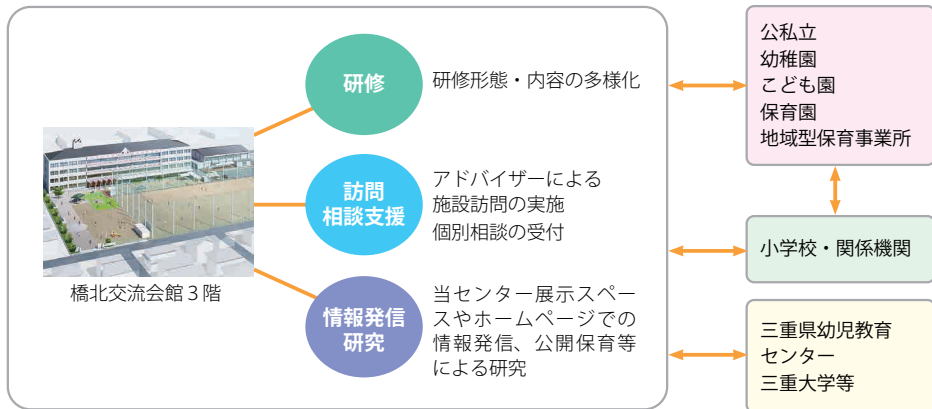 研修
研修形態・内容の多様化
訪問
相談支援
アドバイザーによる
施設訪問の実施
個別相談の受付
橋北交流会館３階
情報発信
研究
当センター展示スペー
スやホームページでの
情報発信、公開保育等
による研究
公私立
幼稚園
こども園
保育園
地域型保育事業所
小学校・関係機関
三重県幼児教育
センター
三重大学等